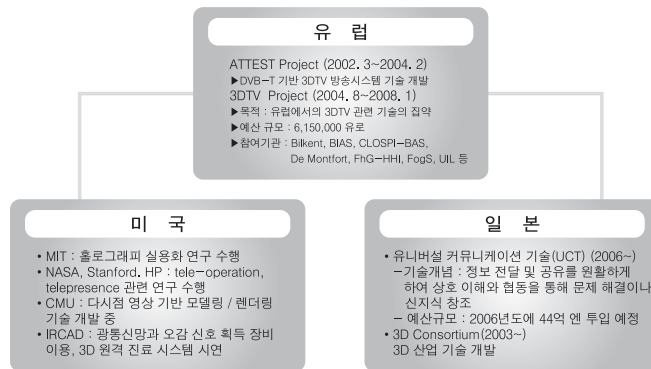 유 럽
ATTEST Project (2002. 3~2004. 2)
▶DVB-T 기반 3DTV 방송시스템 기술 개발
3DTV Project (2004. 8~2008. 1)
▶목적 : 유럽에서의 3DTV 관련 기술의 집약
▶예산 규모 : 6,150,000 유로
▶참여기관 : Bilkent, BIAS, CLOSPI-BAS,
De Montfort, FhG-HHI, FogS, UIL 등
미 국
• MIT : 홀로그래피 실용화 연구 수행
• NASA, Stanford. HP : tele-operation,
telepresence 관련 연구 수행
• CMU : 다시점 영상 기반 모델링 / 렌더링
기술 개발 중
• IRCAD : 광통신망과 오감 신호 획득 장비
이용, 3D 원격 진료 시스템 시연
일 본
• 유니버설 커뮤니케이션 기술(UCT) (2006~)
-기술개념 : 정보 전달 및 공유를 원활하게
하여 상호 이해와 협동을 통해 문제 해결이나
신지식 창조
- 예산규모 : 2006년도에 44억 엔 투입 예정
• 3D Consortium(2003~)
3D 산업 기술 개발